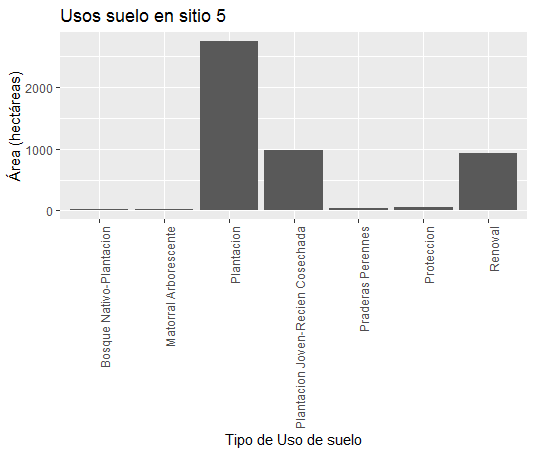 Usos suelo en sitio 5
Área (hectáreas)
2000
1000
0
Bosque Nativo-Plantacion
Matorral Arborescente
Plantacion
Plantacion Joven-Recien Cosechada
Praderas Perennes
Proteccion
Renoval
Tipo de Uso de suelo